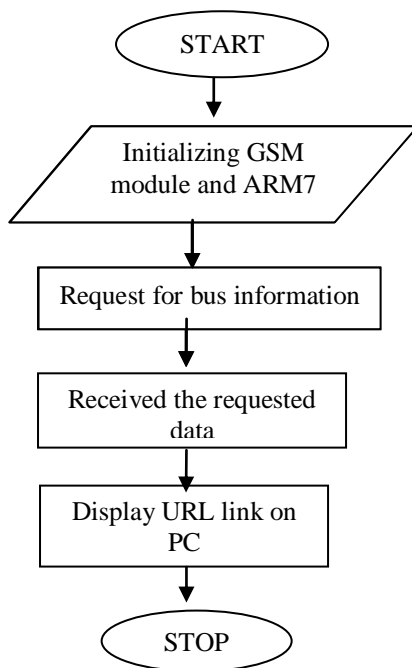 START
Initializing GSM
module and ARM7
Request for bus information
Received the requested
data
Display URL link on
PC
STOP